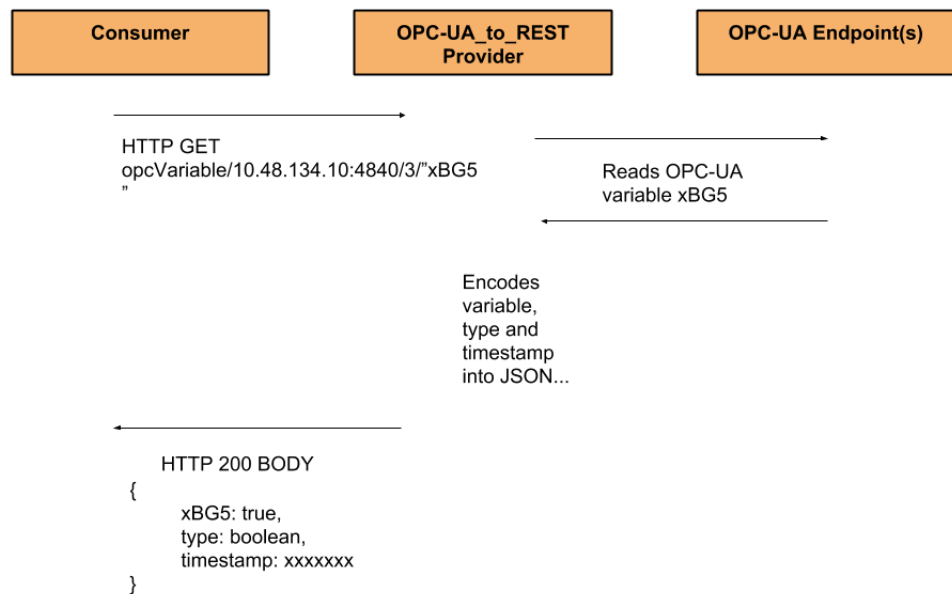 Consumer
OPC-UA_to_REST
Provider
OPC-UA Endpoint(s)
HTTP GET
opcVariable/10.48.134.10:4840/3/”xBG5
”
Reads OPC-UA
variable xBG5
Encodes
variable,
type and
timestamp
into JSON...
HTTP 200 BODY
{
xBG5: true,
type: boolean,
timestamp: xxxxxxx
}